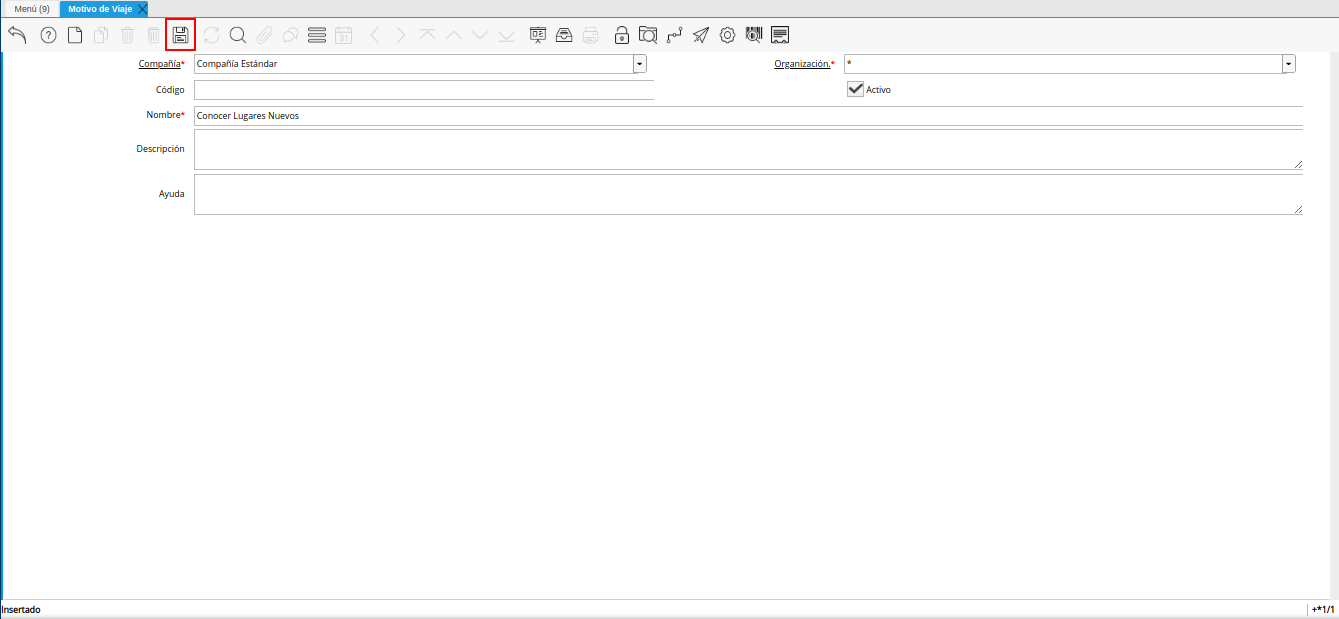 Menú (9) Motivo de Viaje
31
Compañía* Compañía Estándar Organización.* *
Código Activo
Nombre* Conocer Lugares Nuevos
Descripción
Ayuda
Insertado +*1/1